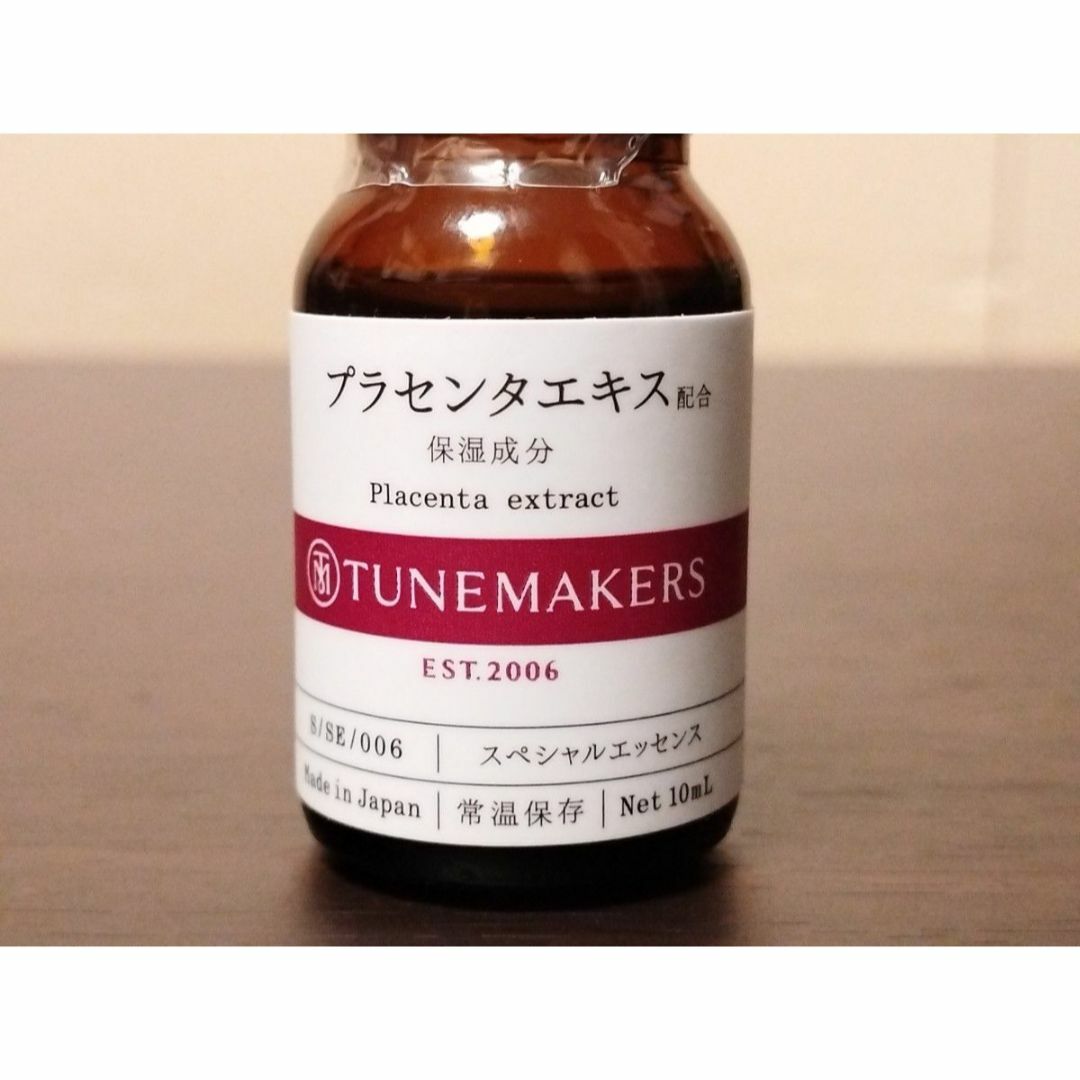 プラセンタエキス配合
保湿成分
Placenta extract
TM TUNEMAKERS
EST.2006
S/SE/006 スペシャルエッセンス
Made in Japan 常温保存 Net 10mL